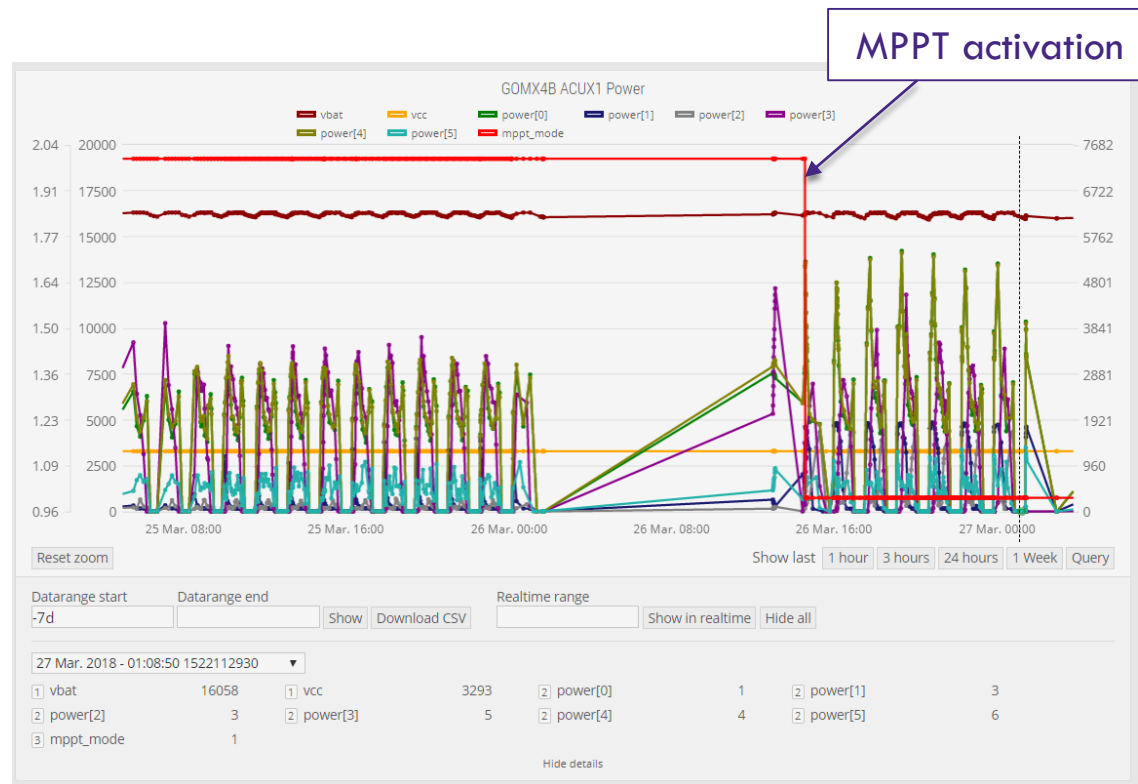 MPPT activation
GOMX4B ACUX1 Power
vbat vcc power[0] power[1] power[2] power[3]
power[4] power[5] mppt_mode
2.04 20000 7682
1.91 17500 6722
1.77 15000 5762
1.64 12500 4801
1.50 10000 3841
1.36 7500 2881
1.23 5000 1921
1.09 2500 960
0.96 0 0
25 Mar. 08:00 25 Mar. 16:00 26 Mar. 00:00 26 Mar. 08:00 26 Mar. 16:00 27 Mar. 00:00
Reset zoom Show last 1 hour 3 hours 24 hours 1 Week Query
Datarange start Datarange end Realtime range
-7d Show Download CSV Show in realtime Hide all
27 Mar. 2018 - 01:08:50 1522112930 ▼
1 vbat 16058 1 vcc 3293 2 power[0] 1 2 power[1] 3
2 power[2] 3 2 power[3] 5 2 power[4] 4 2 power[5] 6
3 mppt_mode 1
Hide details